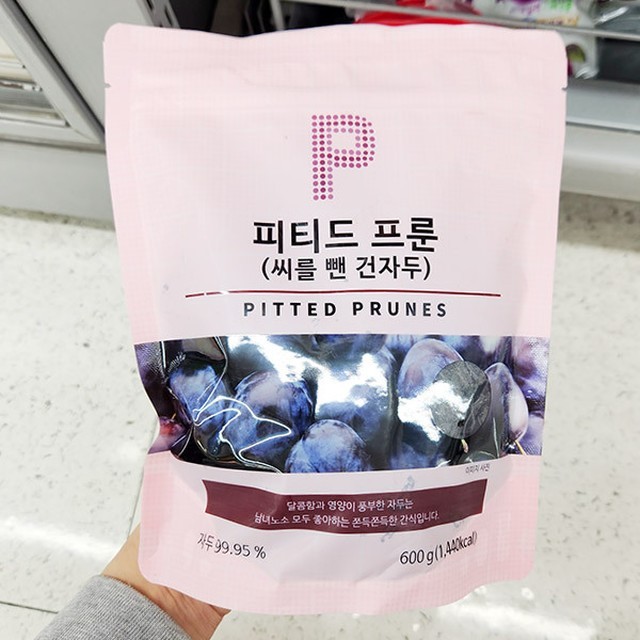 P
피티드 프룬
(씨를 뺀 건자두)
PITTED PRUNES
이미지 사진
달콤함과 영양이 풍부한 자두는
남녀노소 모두 좋아하는 쫀득쫀득한 간식입니다.
자두 99.95 %
600 g (1,440kcal)